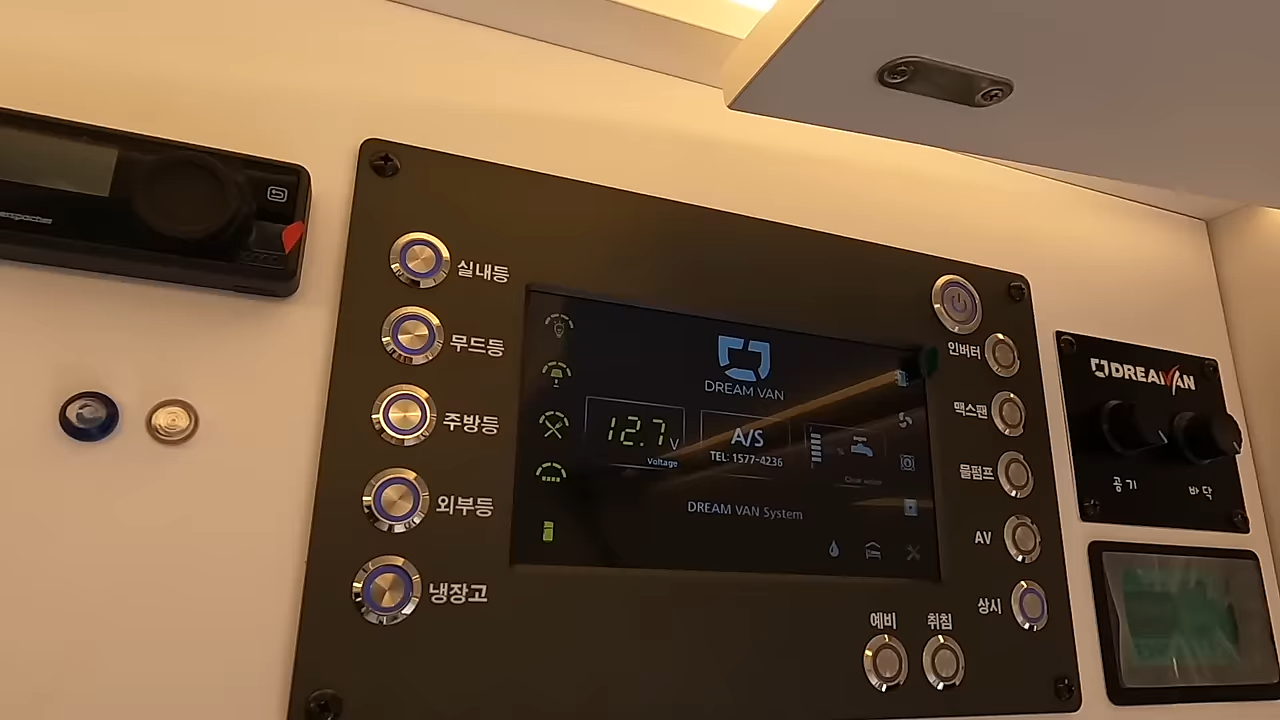 실내등
무드등
주방등
외부등
냉장고
DREAM VAN
12.7 V
Voltage
A/S
TEL: 1577-4236
Clean water
DREAM VAN System
인버터
맥스팬
물펌프
AV
상시
예비
취침
DREAMVAN
공기
바닥